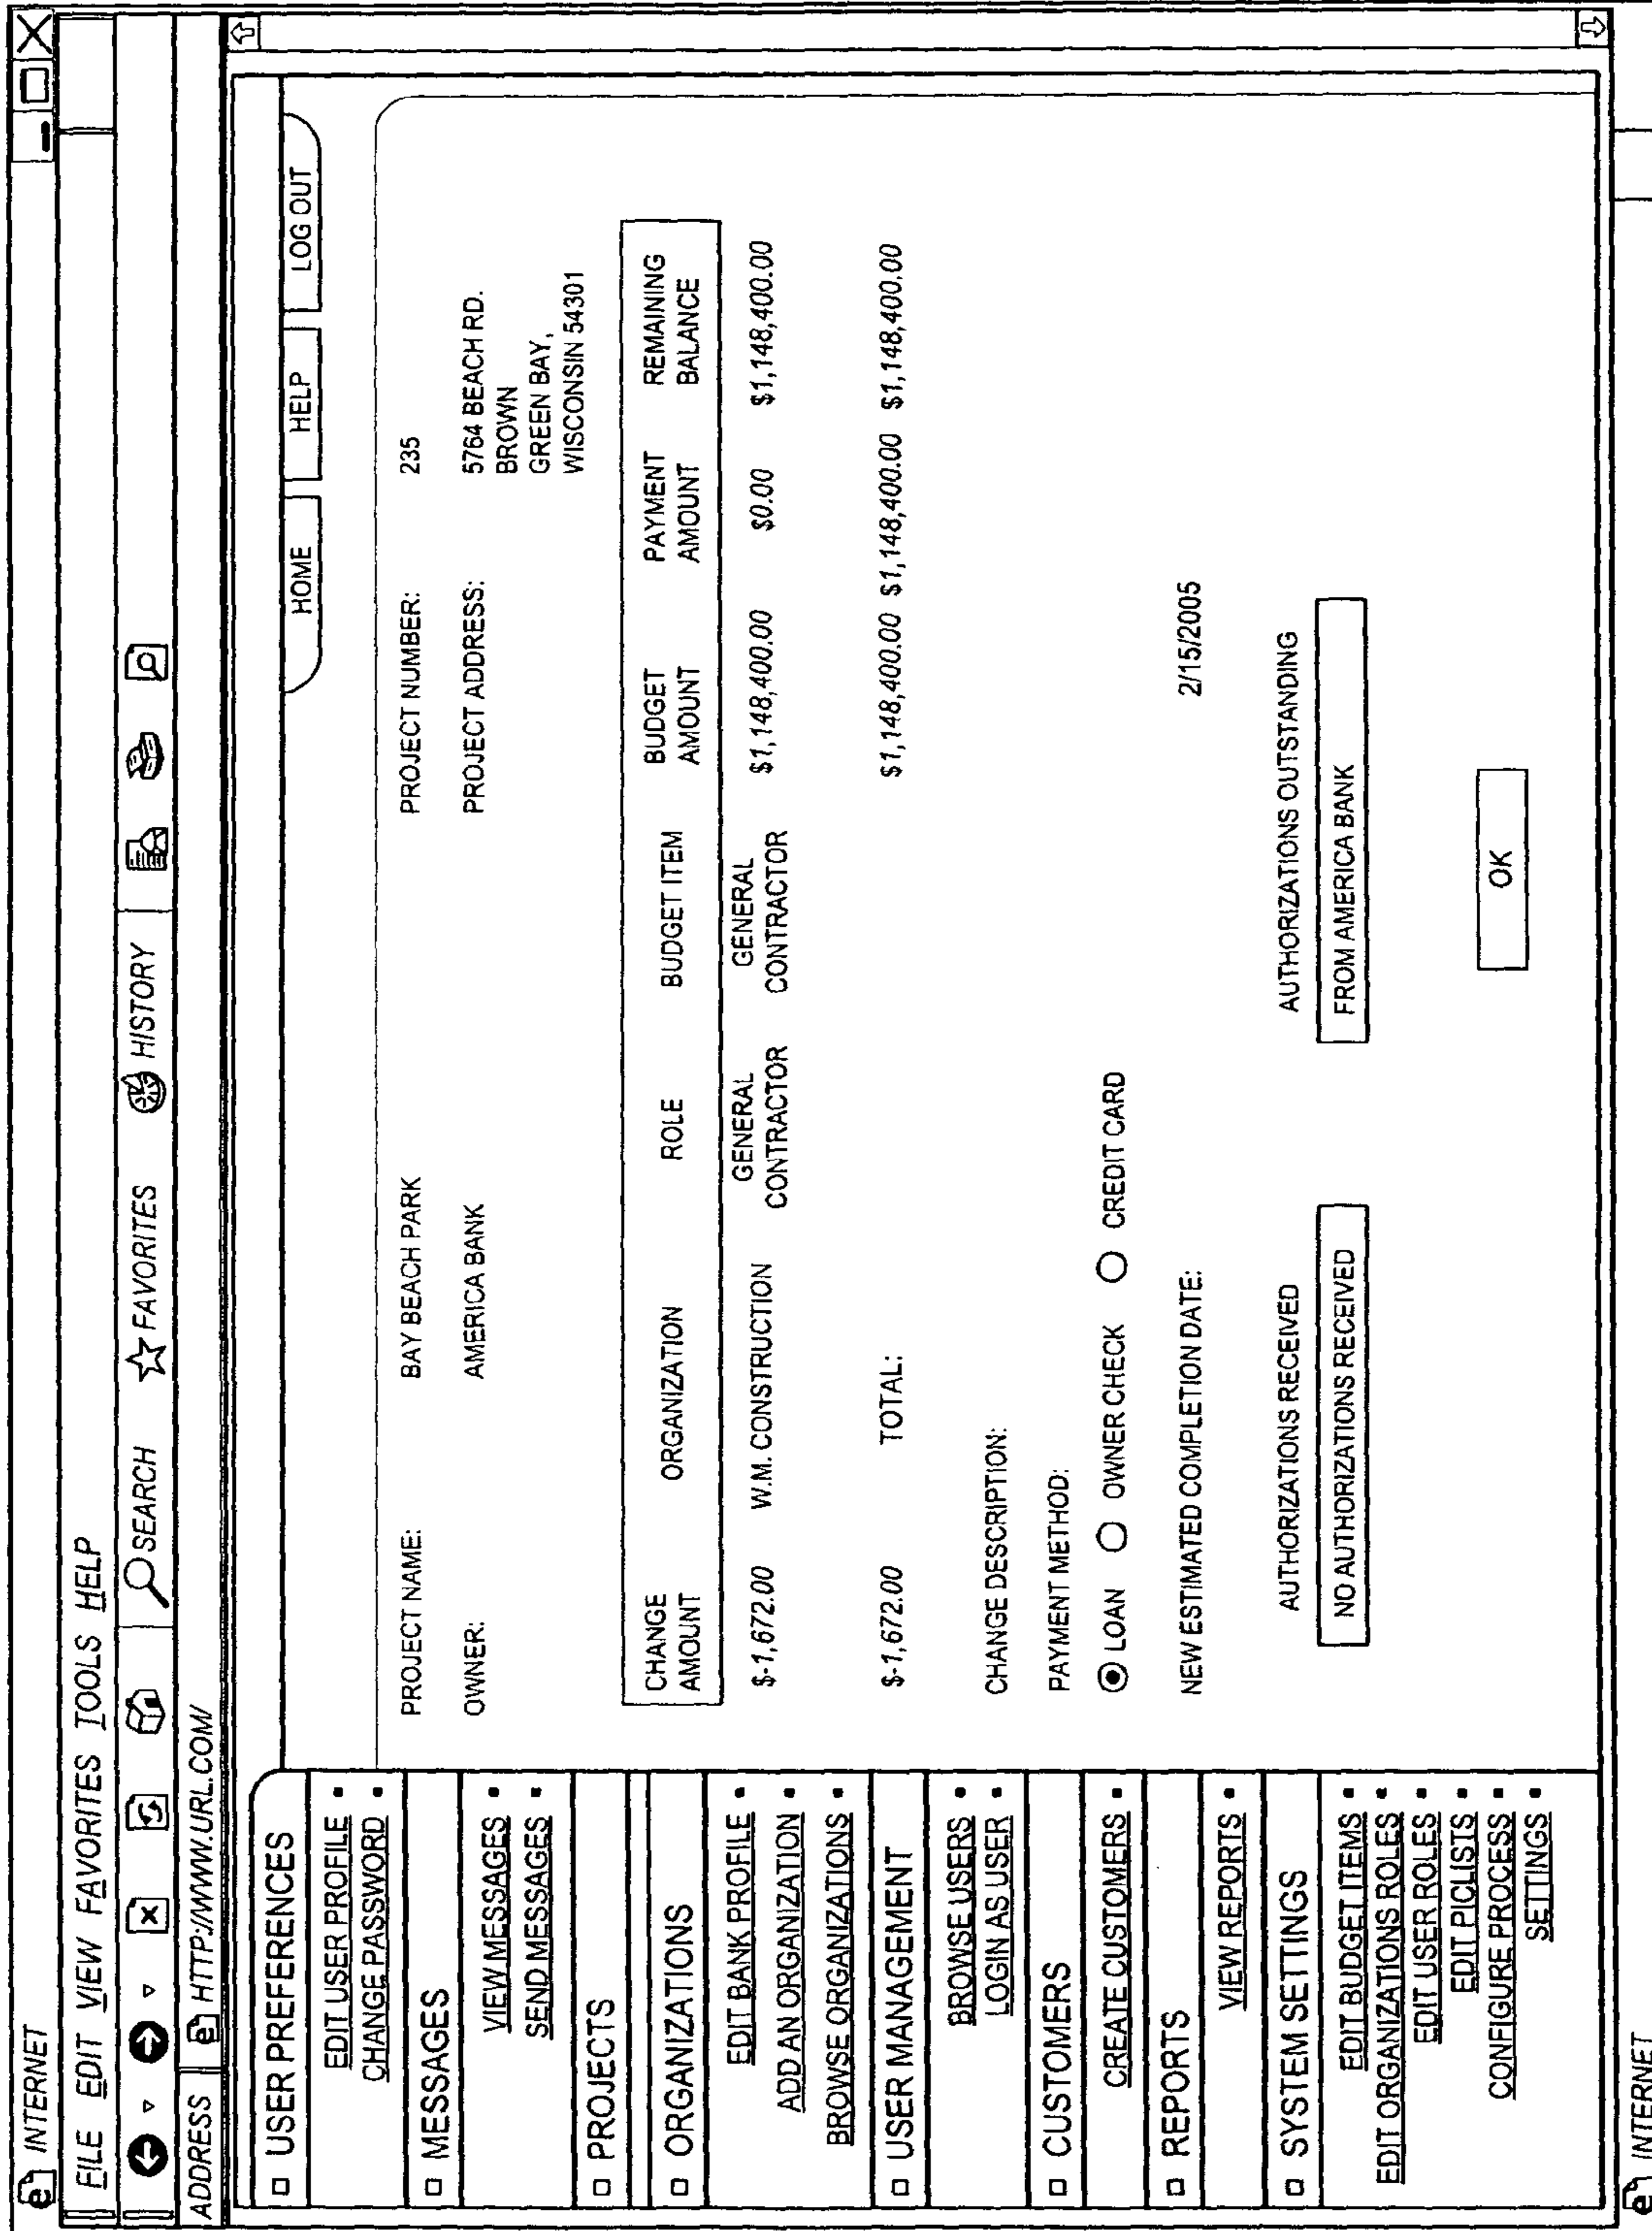 INTERNET
FILE EDIT VIEW FAVORITES TOOLS HELP
SEARCH FAVORITES HISTORY
ADDRESS HTTP://WWW.URL.COM/
HOME HELP LOG OUT
USER PREFERENCES
EDIT USER PROFILE
CHANGE PASSWORD
MESSAGES
VIEW MESSAGES
SEND MESSAGES
PROJECTS
ORGANIZATIONS
EDIT BANK PROFILE
ADD AN ORGANIZATION
BROWSE ORGANIZATIONS
USER MANAGEMENT
BROWSE USERS
LOGIN AS USER
CUSTOMERS
CREATE CUSTOMERS
REPORTS
VIEW REPORTS
SYSTEM SETTINGS
EDIT BUDGET ITEMS
EDIT ORGANIZATIONS ROLES
EDIT USER ROLES
EDIT PICLISTS
CONFIGURE PROCESS
SETTINGS
PROJECT NAME: BAY BEACH PARK PROJECT NUMBER: 235
OWNER: AMERICA BANK PROJECT ADDRESS: 5764 BEACH RD.
BROWN
GREEN BAY,
WISCONSIN 54301
CHANGE ORGANIZATION ROLE BUDGET ITEM BUDGET PAYMENT REMAINING
AMOUNT AMOUNT AMOUNT BALANCE
GENERAL GENERAL
$-1,672.00 W.M. CONSTRUCTION CONTRACTOR CONTRACTOR $1,148,400.00 $0.00 $1,148,400.00
$-1,672.00 TOTAL: $1,148,400.00 $1,148,400.00 $1,148,400.00
CHANGE DESCRIPTION:
PAYMENT METHOD:
LOAN OWNER CHECK CREDIT CARD
NEW ESTIMATED COMPLETION DATE: 2/15/2005
AUTHORIZATIONS RECEIVED AUTHORIZATIONS OUTSTANDING
NO AUTHORIZATIONS RECEIVED FROM AMERICA BANK
OK
INTERNET